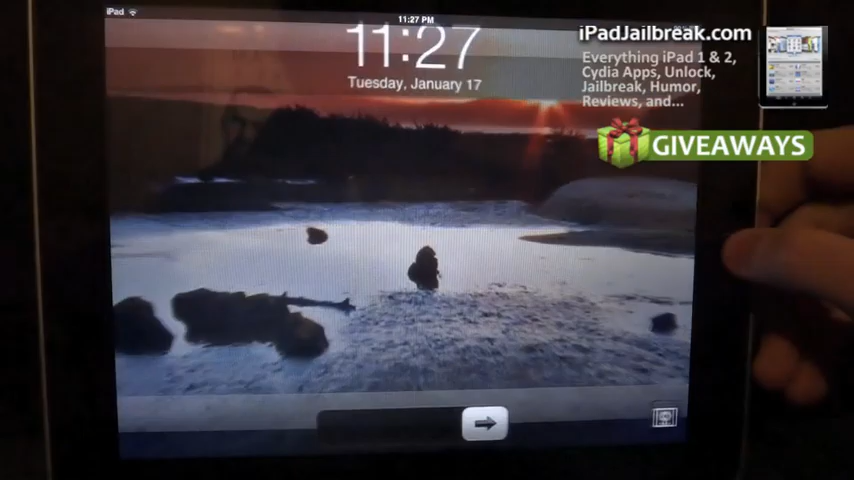 iPad
11:27 PM
11:27
Tuesday, January 17
iPadJailbreak.com
Everything iPad 1 & 2,
Cydia Apps, Unlock,
Jailbreak, Humor,
Reviews, and...
GIVEAWAYS